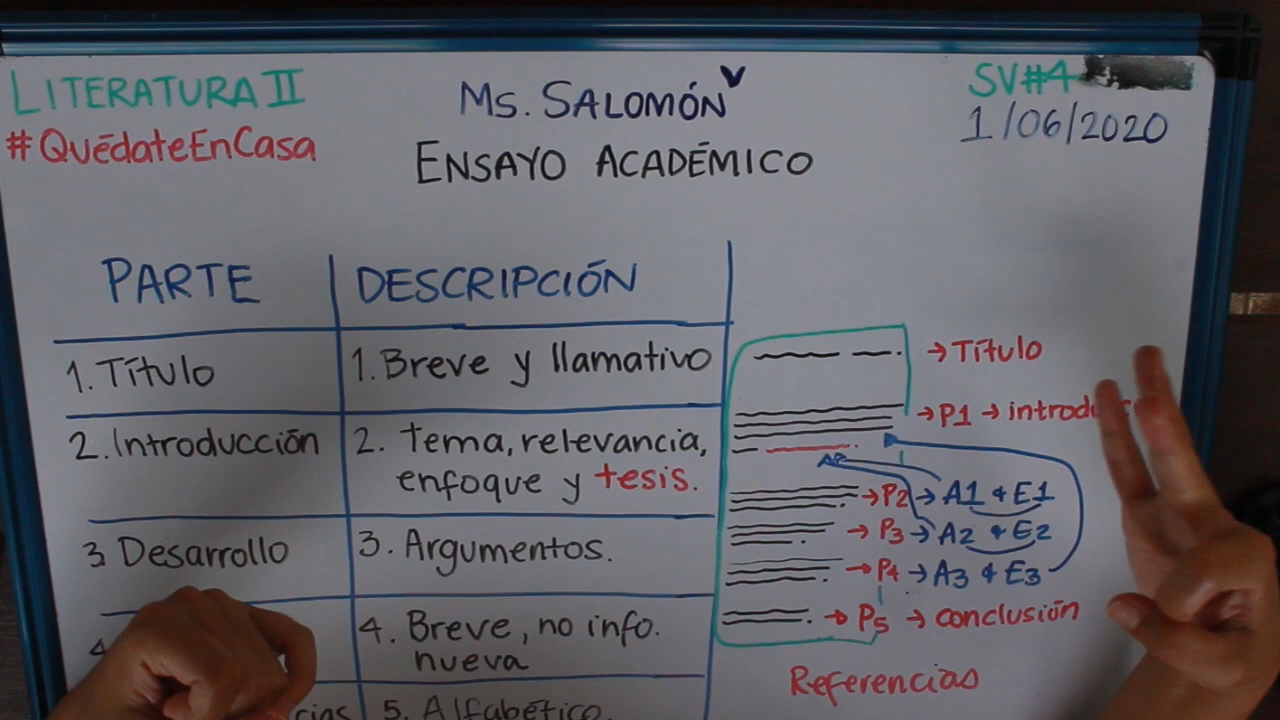 LITERATURA II
#QuédateEnCasa
Ms. SALOMÓN
ENSAYO ACADÉMICO
SV#4
1/06/2020
PARTE
DESCRIPCIÓN
1. Título
1. Breve y llamativo
2. Introducción
2. Tema, relevancia,
enfoque y tesis.
3 Desarrollo
3. Argumentos.
4. Breve, no info.
nueva
5. Alfabético.
→ Título
→ P1 →
→ P2 → A1 & E1
→ P3 → A2 & E2
→ P4 → A3 & E3
→ P5 → conclusión
Referencias